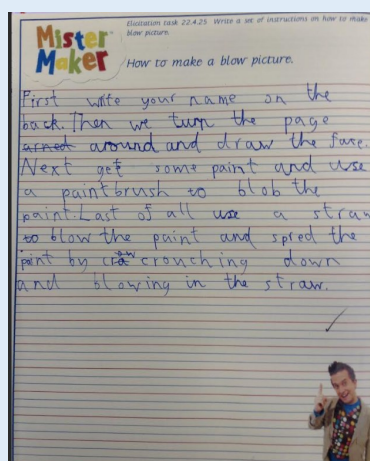 Mister
Maker
Elicitation task 22.4.25 Write a set of instructions on how to make
blow picture.
How to make a blow picture.
First write your name on the
back. Then we turn the page
arned around and draw the fase.
Next get some paint and use
a paintbrush to blob the
paint. Last of all use a straw
to blow the paint and spred the
paint by crouching down
and blowing in the straw.